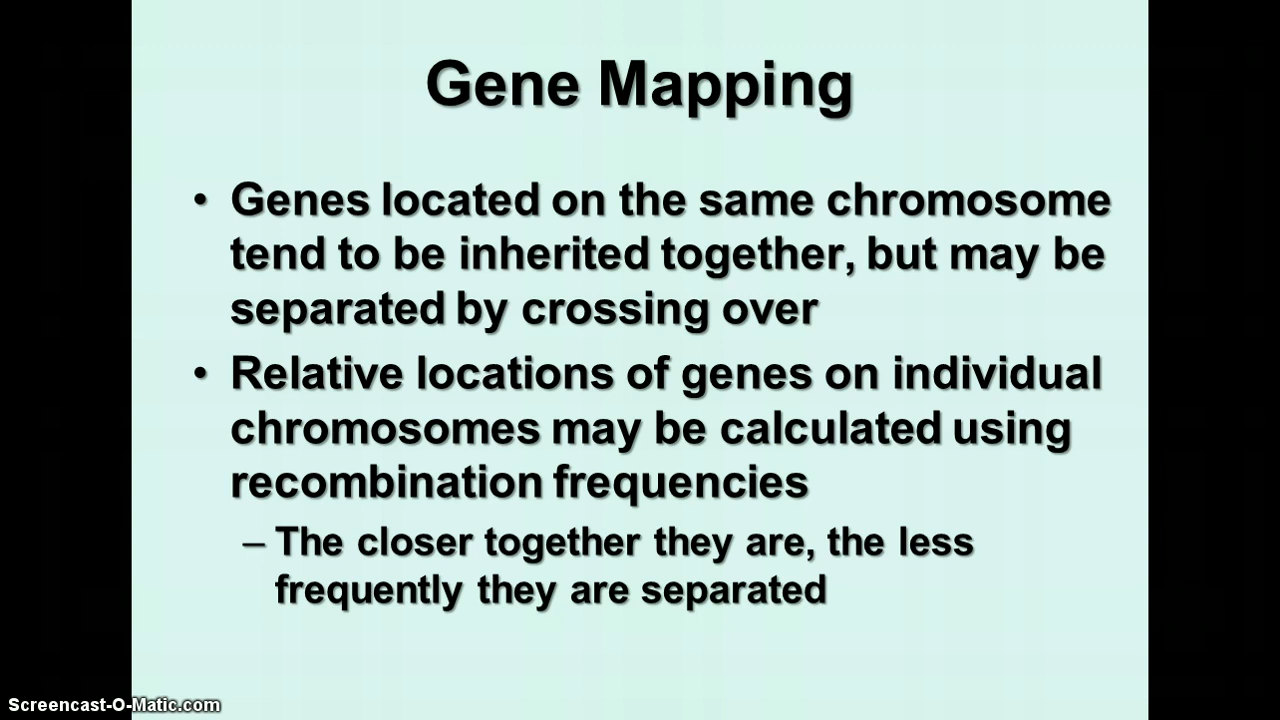 Gene Mapping
• Genes located on the same chromosome
tend to be inherited together, but may be
separated by crossing over
• Relative locations of genes on individual
chromosomes may be calculated using
recombination frequencies
– The closer together they are, the less
frequently they are separated
Screencast-O-Matic.com